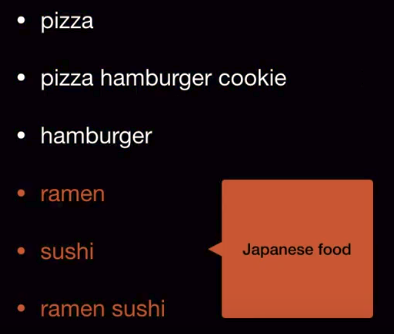 • pizza
• pizza hamburger cookie
• hamburger
• ramen
• sushi
Japanese food
• ramen sushi